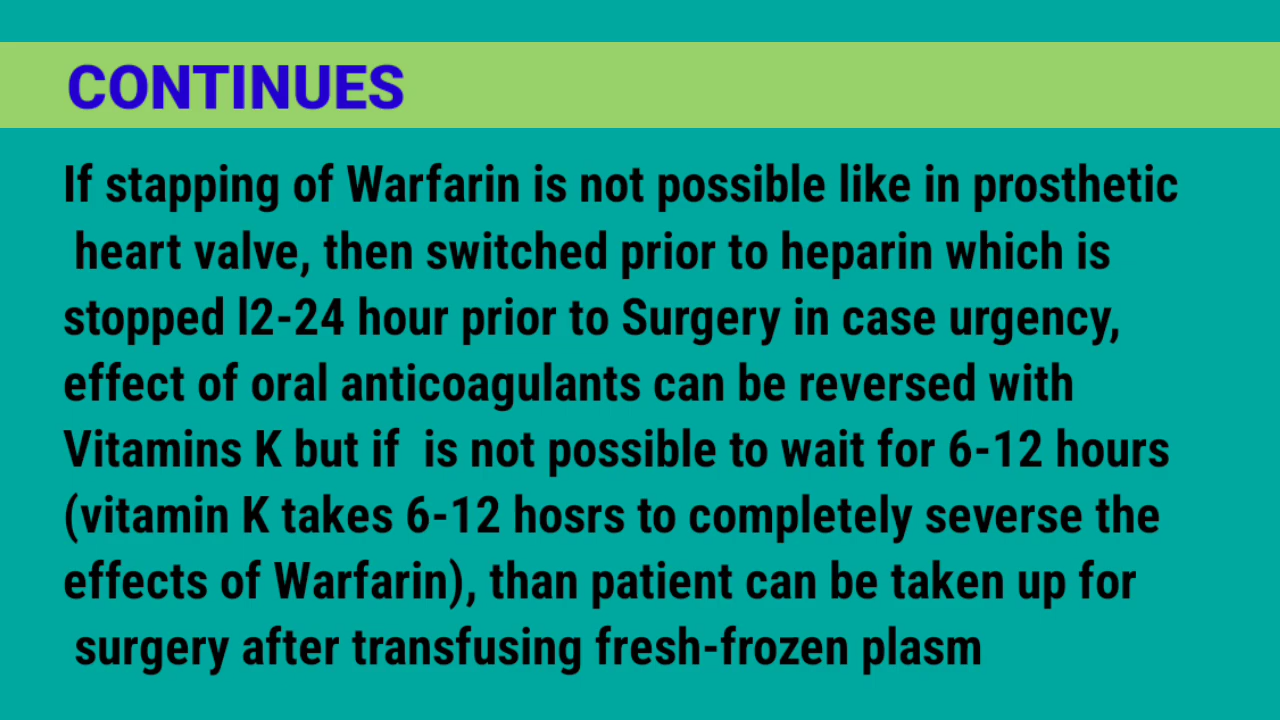 CONTINUES
If stapping of Warfarin is not possible like in prosthetic
heart valve, then switched prior to heparin which is
stopped l2-24 hour prior to Surgery in case urgency,
effect of oral anticoagulants can be reversed with
Vitamins K but if  is not possible to wait for 6-12 hours
(vitamin K takes 6-12 hosrs to completely severse the
effects of Warfarin), than patient can be taken up for
surgery after transfusing fresh-frozen plasm